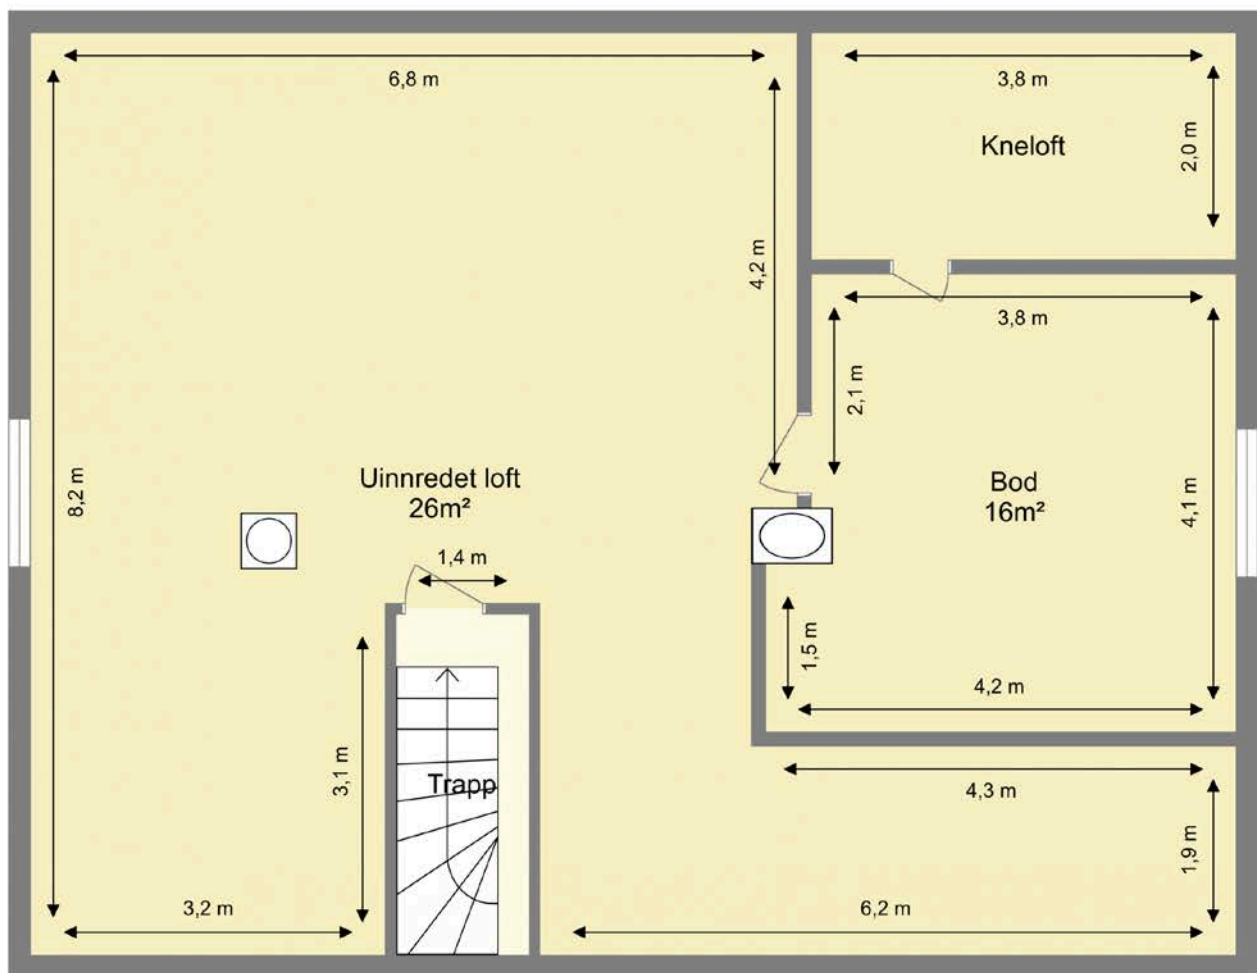 6,8 m
3,8 m
2,0 m
Kneloft
4,2 m
3,8 m
2,1 m
8,2 m
Uinnredet loft
26m²
Bod
16m²
4,1 m
1,4 m
1,5 m
4,2 m
3,1 m
Trapp
4,3 m
1,9 m
3,2 m
6,2 m